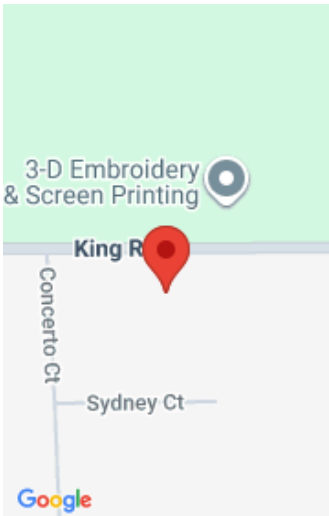 3-D Embroidery
& Screen Printing
King R
Concerto Ct
Sydney Ct
Google